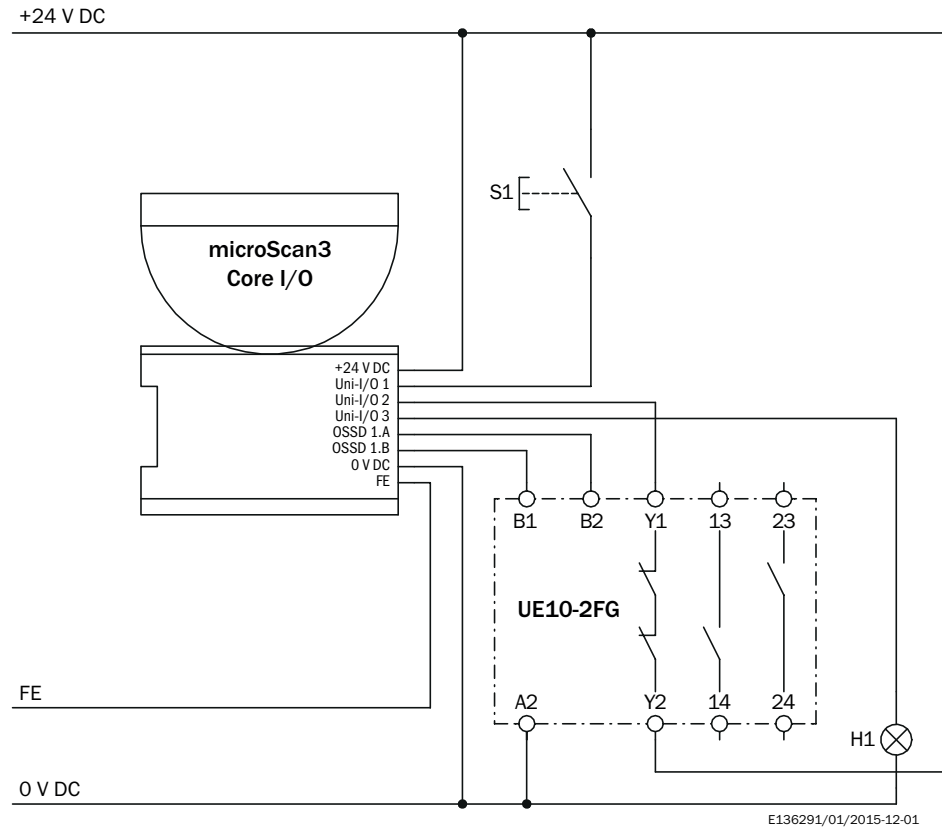 +24 V DC
S1
microScan3
Core I/O
+24 V DC
Uni-I/O 1
Uni-I/O 2
Uni-I/O 3
OSSD 1.A
OSSD 1.B
0 V DC
FE
B1 B2 Y1 13 23
UE10-2FG
FE
A2 Y2 14 24
H1
0 V DC
E136291/01/2015-12-01